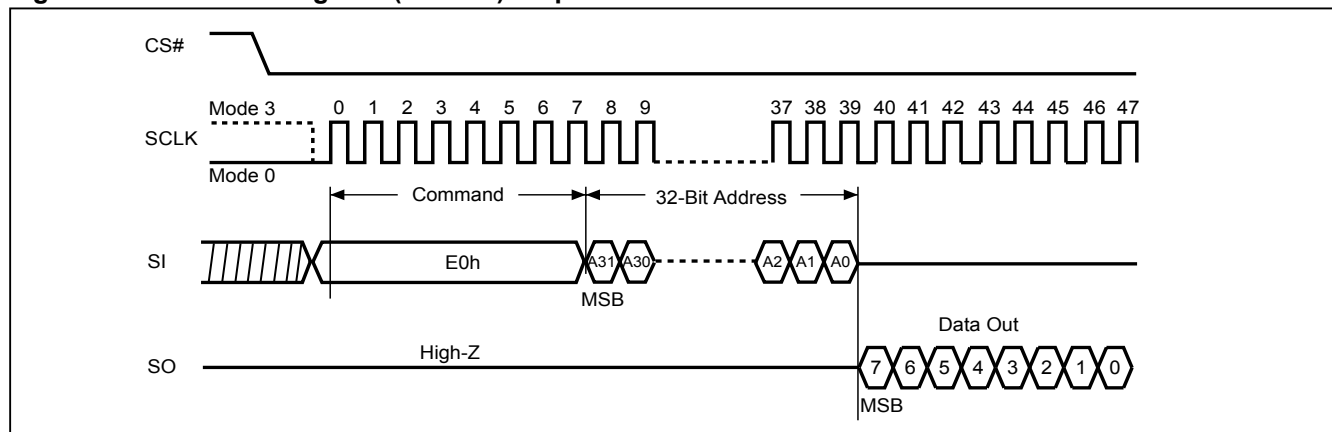 CS#
Mode 3 0 1 2 3 4 5 6 7 8 9 37 38 39 40 41 42 43 44 45 46 47
SCLK
Mode 0
Command 32-Bit Address
SI E0h A31 A30 A2 A1 A0
MSB
Data Out
High-Z
SO 7 6 5 4 3 2 1 0
MSB